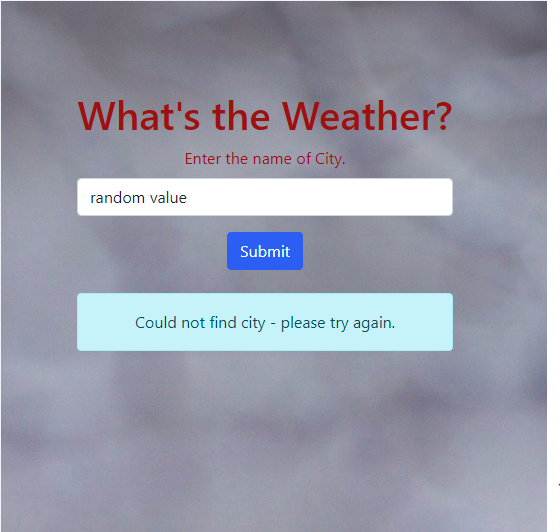 What's the Weather?
Enter the name of City.
random value
Submit
Could not find city - please try again.